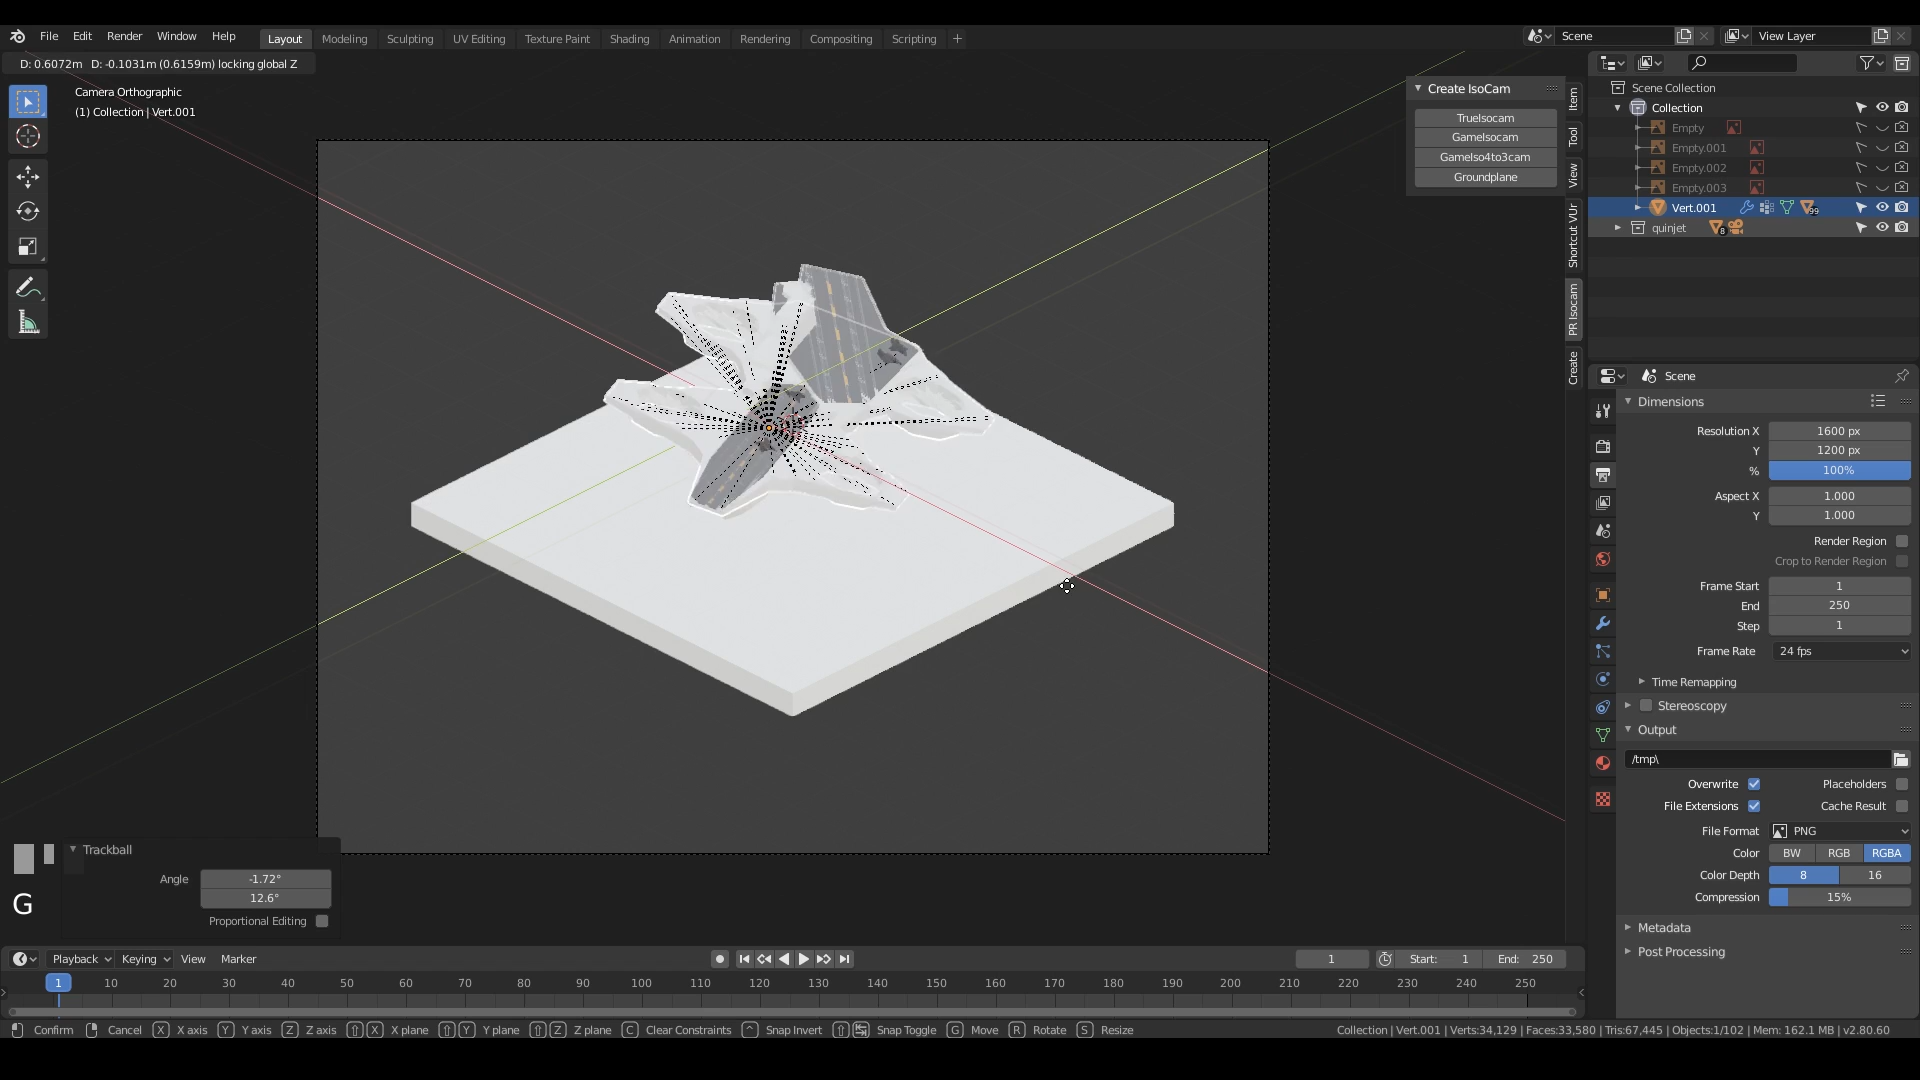 File Edit Render Window Help Layout Modeling Sculpting UV Editing Texture Paint Shading Animation Rendering Compositing Scripting + Scene View Layer
D: 0.6072m D: -0.1031m (0.6159m) locking global Z
Camera Orthographic
(1) Collection | Vert.001
Create IsoCam
TrueIsocam
GameIsocam
GameIso4to3cam
Groundplane
Item
Tool
View
Shortcut VUr
PR Isocam
Create
Scene Collection
Collection
Empty
Empty.001
Empty.002
Empty.003
Vert.001 99
quinjet 8
Scene
Dimensions
Resolution X 1600 px
Y 1200 px
% 100%
Aspect X 1.000
Y 1.000
Render Region
Crop to Render Region
Frame Start 1
End 250
Step 1
Frame Rate 24 fps
Time Remapping
Stereoscopy
Output
/tmp\
Overwrite Placeholders
File Extensions Cache Result
File Format PNG
Color BW RGB RGBA
Color Depth 8 16
Compression 15%
Metadata
Post Processing
Trackball
Angle -1.72°
12.6°
Proportional Editing
G
Playback Keying View Marker 1 Start: 1 End: 250
1 10 20 30 40 50 60 70 80 90 100 110 120 130 140 150 160 170 180 190 200 210 220 230 240 250
Confirm Cancel X X axis Y Y axis Z Z axis X X plane Y Y plane Z Z plane C Clear Constraints ^ Snap Invert Snap Toggle G Move R Rotate S Resize Collection | Vert.001 | Verts:34,129 | Faces:33,580 | Tris:67,445 | Objects:1/102 | Mem: 162.1 MB | v2.80.60